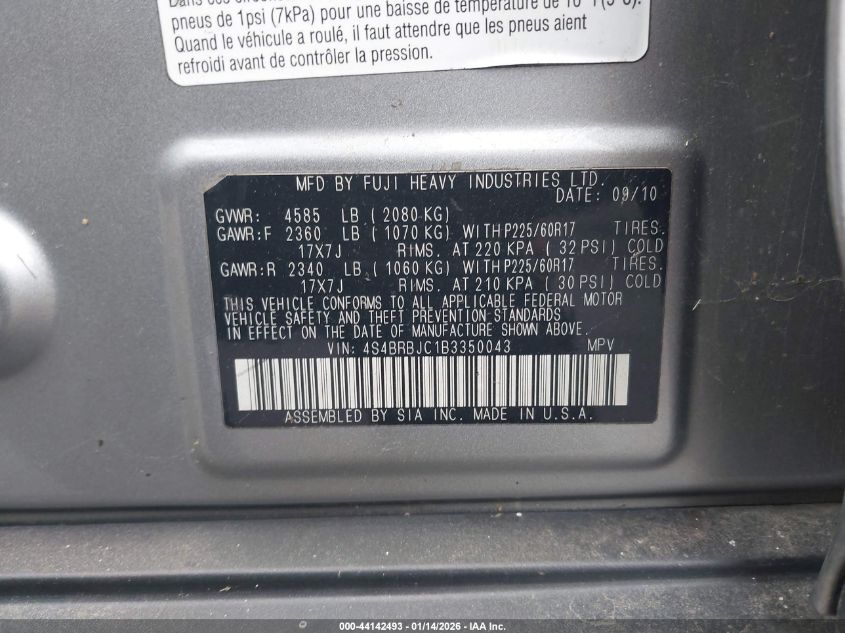 pneus de 1psi (7kPa) pour une baisse de température de 10
Quand le véhicule a roulé, il faut attendre que les pneus aient
refroidi avant de contrôler la pression.
MFD BY FUJI HEAVY INDUSTRIES LTD.
DATE: 09/10
GVWR: 4585 LB ( 2080 KG)
GAWR:F 2360 LB ( 1070 KG) WITH P225/60R17 TIRES.
17X7J RIMS. AT 220 KPA ( 32 PSI) COLD
GAWR:R 2340 LB ( 1060 KG) WITH P225/60R17 TIRES.
17X7J RIMS. AT 210 KPA ( 30 PSI) COLD
THIS VEHICLE CONFORMS TO ALL APPLICABLE FEDERAL MOTOR
VEHICLE SAFETY AND THEFT PREVENTION STANDARDS
IN EFFECT ON THE DATE OF MANUFACTURE SHOWN ABOVE.
VIN: 4S4BRBJC1B3350043 MPV
ASSEMBLED BY SIA INC. MADE IN U.S.A.
000-44142493 - 01/14/2026 - IAA Inc.